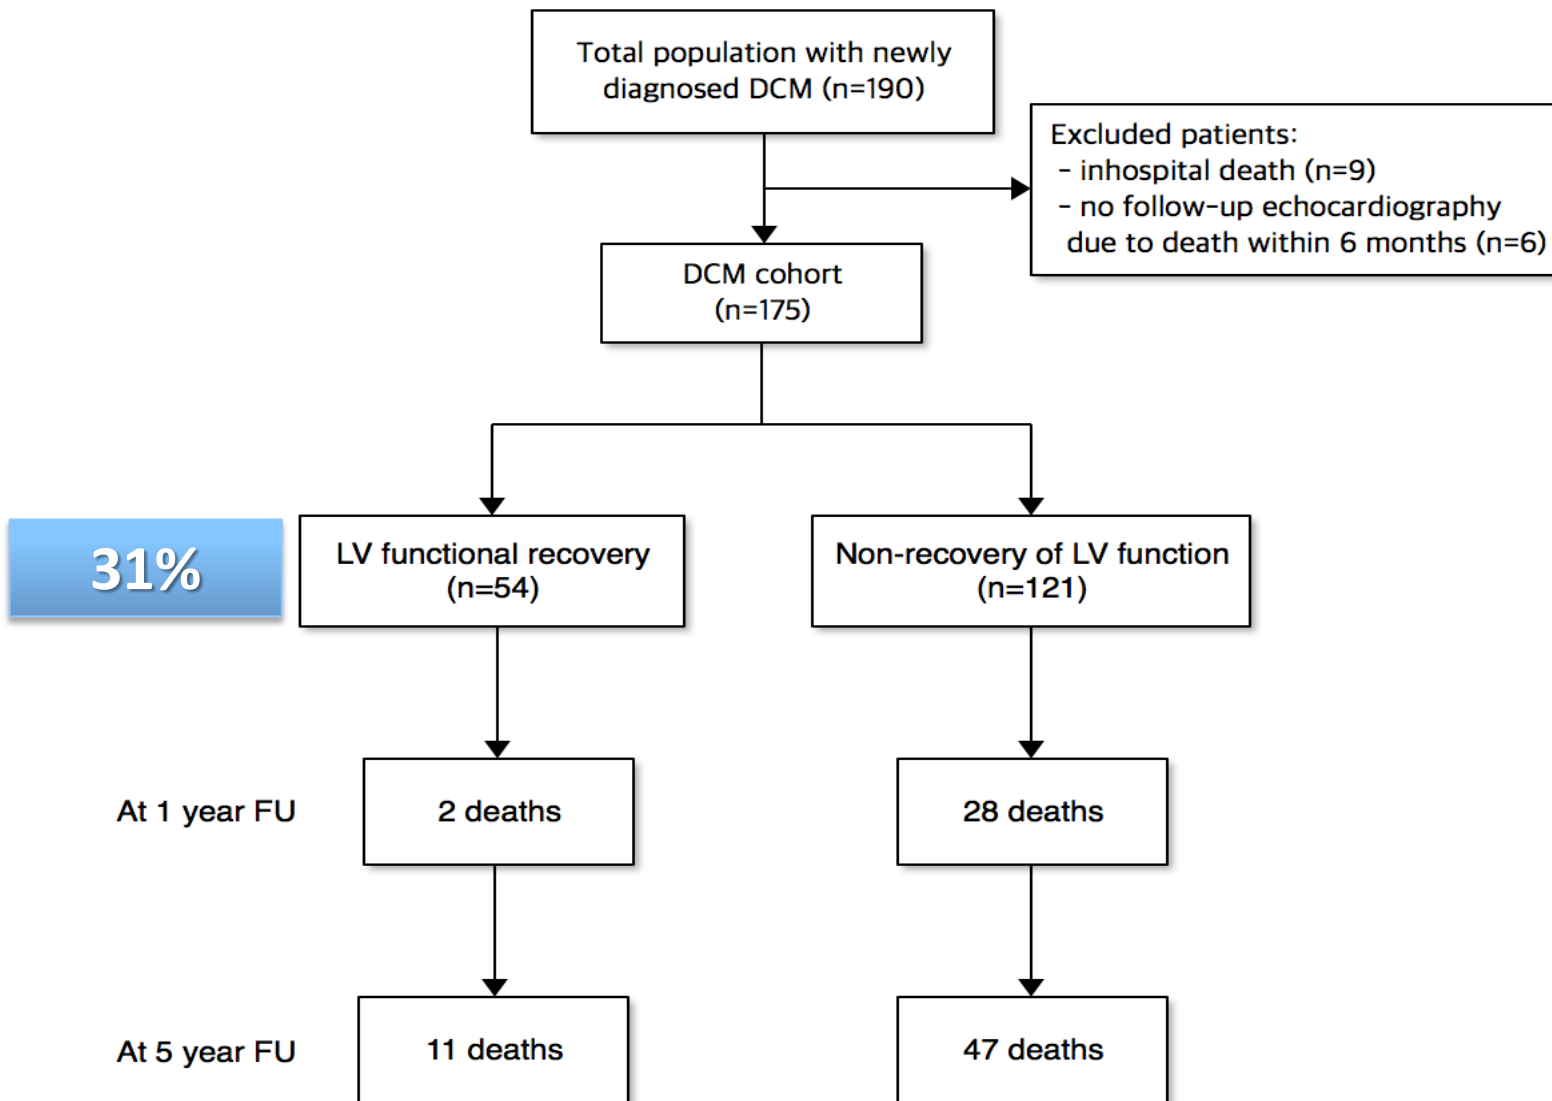 Total population with newly
diagnosed DCM (n=190)
Excluded patients:
- inhospital death (n=9)
- no follow-up echocardiography
due to death within 6 months (n=6)
DCM cohort
(n=175)
31%
LV functional recovery
(n=54)
Non-recovery of LV function
(n=121)
At 1 year FU
2 deaths
28 deaths
At 5 year FU
11 deaths
47 deaths